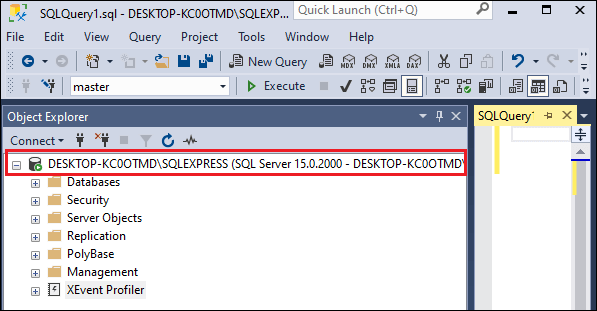 SQLQuery1.sql - DESKTOP-KC0OTMD\SQLEXP...
Quick Launch (Ctrl+Q)
File Edit View Query Project Tools Window Help
New Query MDX DMX XMLA DAX
master Execute
Object Explorer
SQLQuery1
Connect
DESKTOP-KC0OTMD\SQLEXPRESS (SQL Server 15.0.2000 - DESKTOP-KC0OTMD\
Databases
Security
Server Objects
Replication
PolyBase
Management
XEvent Profiler